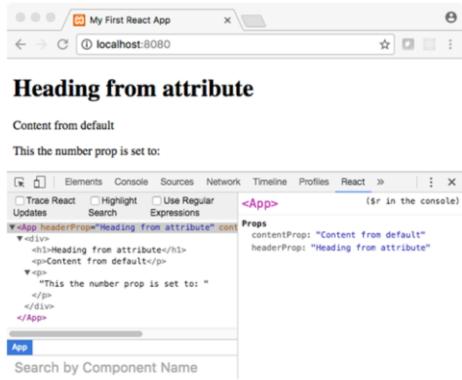 My First React App
localhost:8080
Heading from attribute
Content from default
This the number prop is set to:
Elements Console Sources Network Timeline Profiles React »
Trace React Updates
Highlight Search
Use Regular Expressions
<App headerProp="Heading from attribute" cont
<div>
<h1>Heading from attribute</h1>
<p>Content from default</p>
<p>
"This the number prop is set to: "
</p>
</div>
</App>
App
Search by Component Name
<App> ($r in the console)
Props
contentProp: "Content from default"
headerProp: "Heading from attribute"